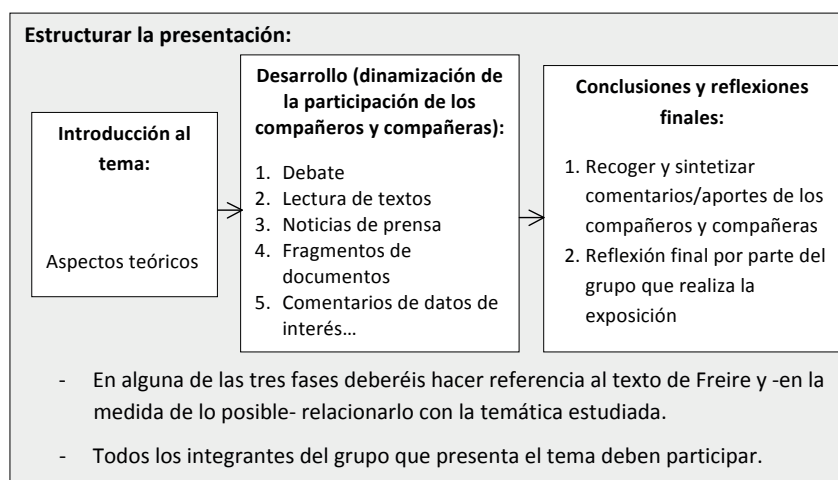 Estructurar la presentación:
Introducción al
tema:
Aspectos teóricos
Desarrollo (dinamización de
la participación de los
compañeros y compañeras):
1. Debate
2. Lectura de textos
3. Noticias de prensa
4. Fragmentos de
documentos
5. Comentarios de datos de
interés…
Conclusiones y reflexiones
finales:
1. Recoger y sintetizar
comentarios/aportes de los
compañeros y compañeras
2. Reflexión final por parte del
grupo que realiza la
exposición
- En alguna de las tres fases deberéis hacer referencia al texto de Freire y -en la
medida de lo posible- relacionarlo con la temática estudiada.
- Todos los integrantes del grupo que presenta el tema deben participar.